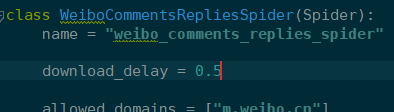 class WeiboCommentsRepliesSpider(Spider):
name = "weibo_comments_replies_spider"
download_delay = 0.5
allowed_domains = ["m.weibo.cn"]